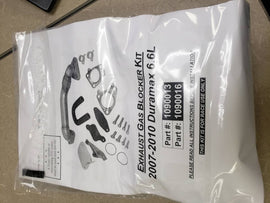 EXHAUST GAS BLOCKER KIT
2007-2010 Duramax 6.6L
Part #: 1090013
Part #: 1090016
PLEASE READ ALL INSTRUCTIONS BEFORE INSTALLATION
THIS KIT IS FOR RACE USE ONLY